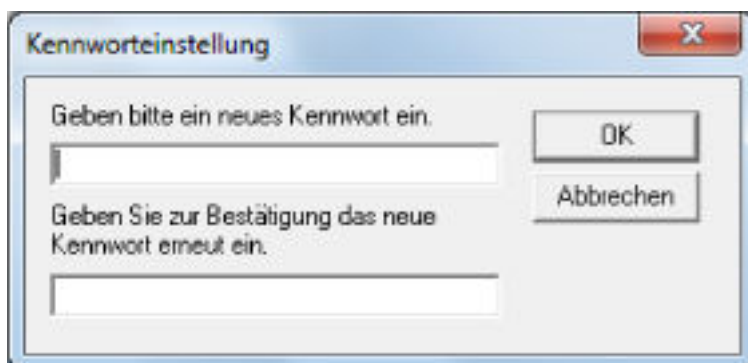 Kennworteinstellung
Geben bitte ein neues Kennwort ein.
OK
Abbrechen
Geben Sie zur Bestätigung das neue
Kennwort erneut ein.